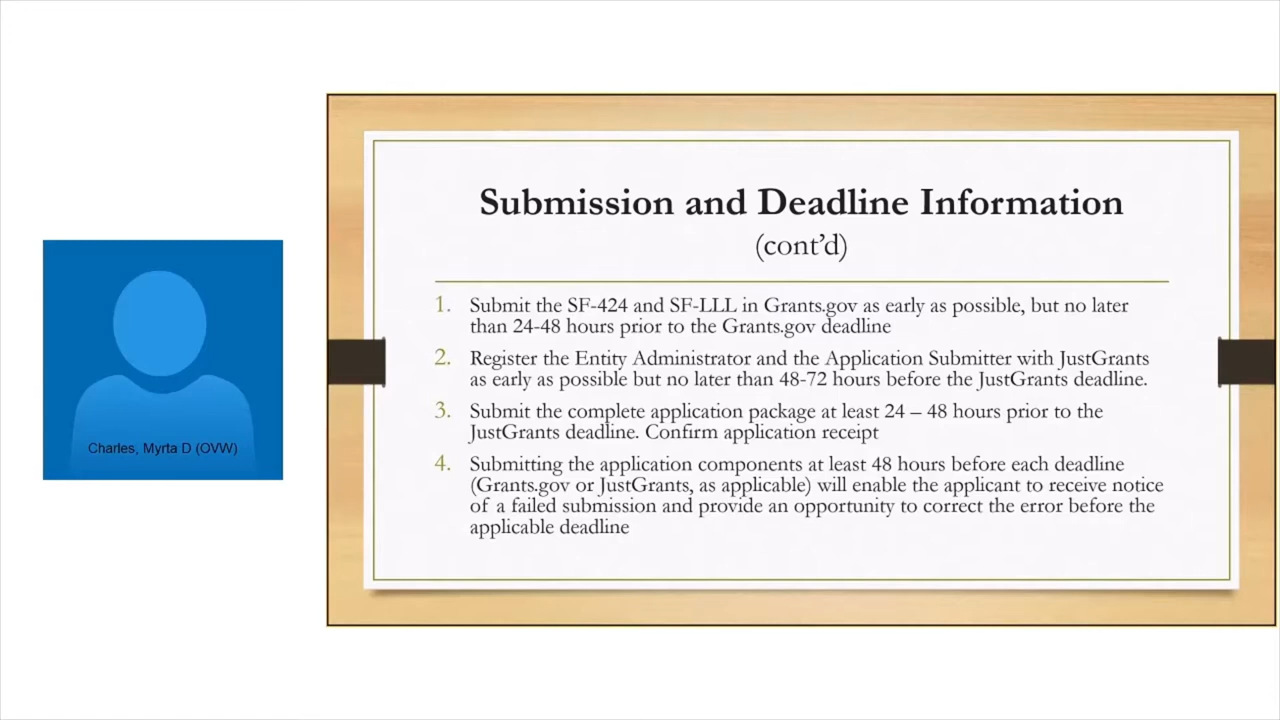 Submission and Deadline Information
(cont’d)
1. Submit the SF-424 and SF-LLL in Grants.gov as early as possible, but no later
than 24-48 hours prior to the Grants.gov deadline
2. Register the Entity Administrator and the Application Submitter with JustGrants
as early as possible but no later than 48-72 hours before the JustGrants deadline.
3. Submit the complete application package at least 24 – 48 hours prior to the
JustGrants deadline. Confirm application receipt
4. Submitting the application components at least 48 hours before each deadline
(Grants.gov or JustGrants, as applicable) will enable the applicant to receive notice
of a failed submission and provide an opportunity to correct the error before the
applicable deadline
Charles, Myrta D (OVW)